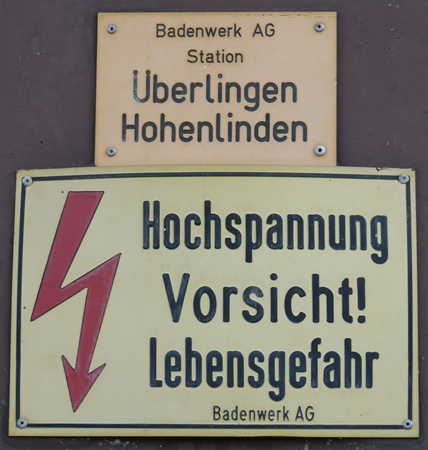 Badenwerk AG
Station
Überlingen
Hohenlinden
Hochspannung
Vorsicht!
Lebensgefahr
Badenwerk AG